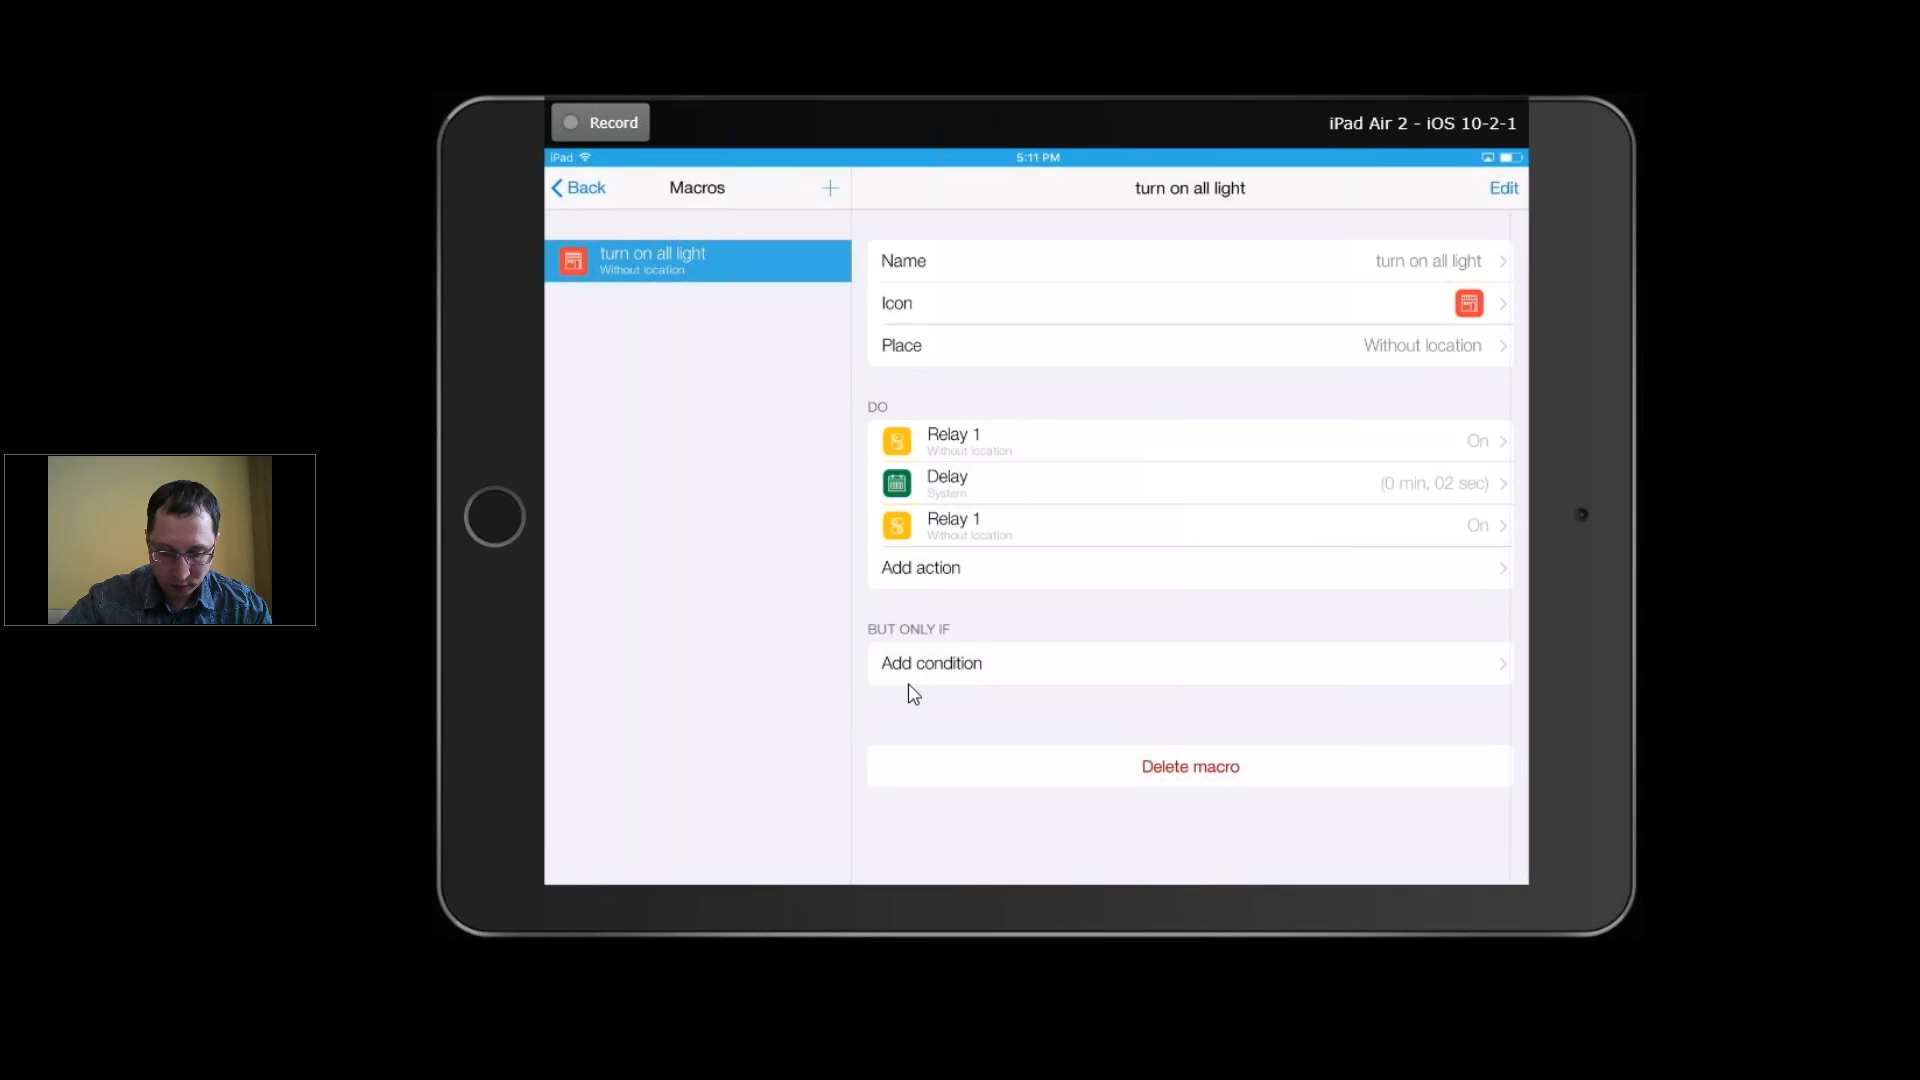 Record
iPad Air 2 - iOS 10-2-1
iPad
5:11 PM
Back
Macros
turn on all light
Edit
turn on all light
Without location
Name
turn on all light
Icon
Place
Without location
DO
Relay 1
Without location
On
Delay
System
(0 min, 02 sec)
Relay 1
Without location
On
Add action
BUT ONLY IF
Add condition
Delete macro